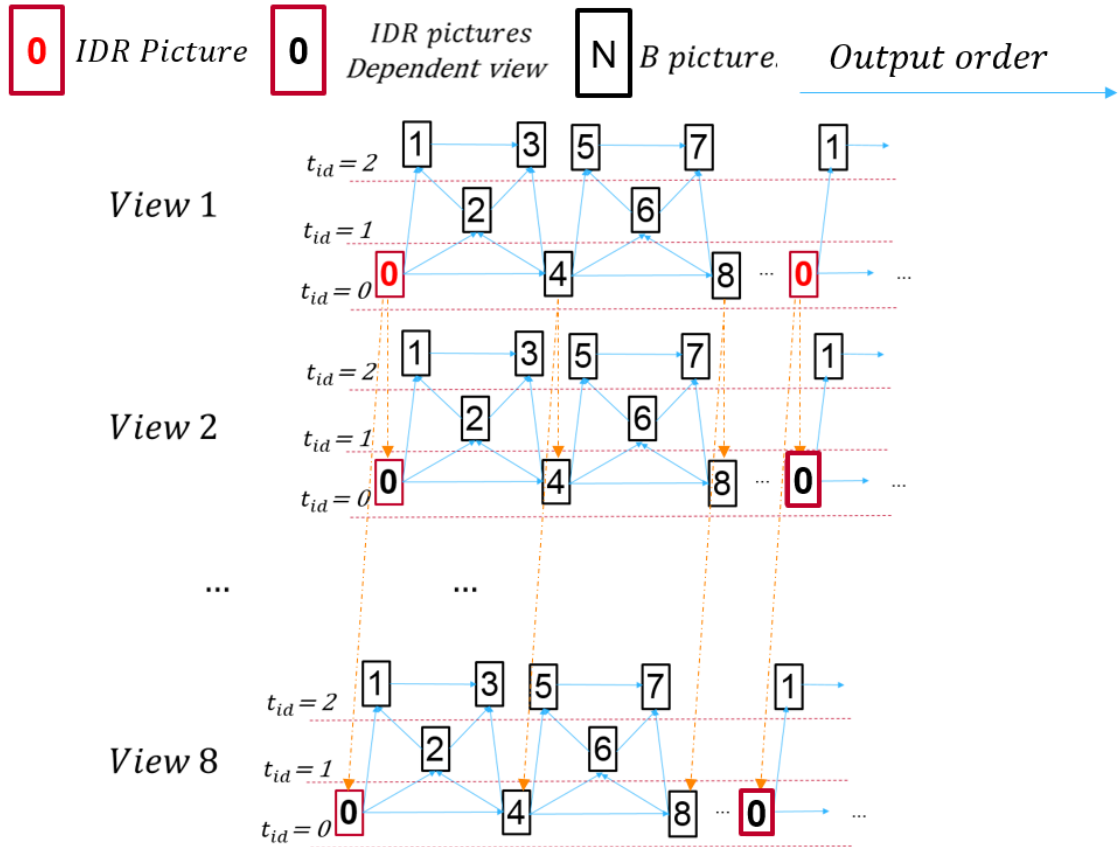 0 IDR Picture 0 IDR pictures Dependent view N B picture. Output order
1 3 5 7 1
t_id = 2
View 1
2 6
t_id = 1
0 4 8 ... 0 ...
t_id = 0
1 3 5 7 1
t_id = 2
View 2
2 6
t_id = 1
0 4 8 ... 0 ...
t_id = 0
... ...
1 3 5 7 1
t_id = 2
View 8
2 6
t_id = 1
0 4 8 ... 0 ...
t_id = 0